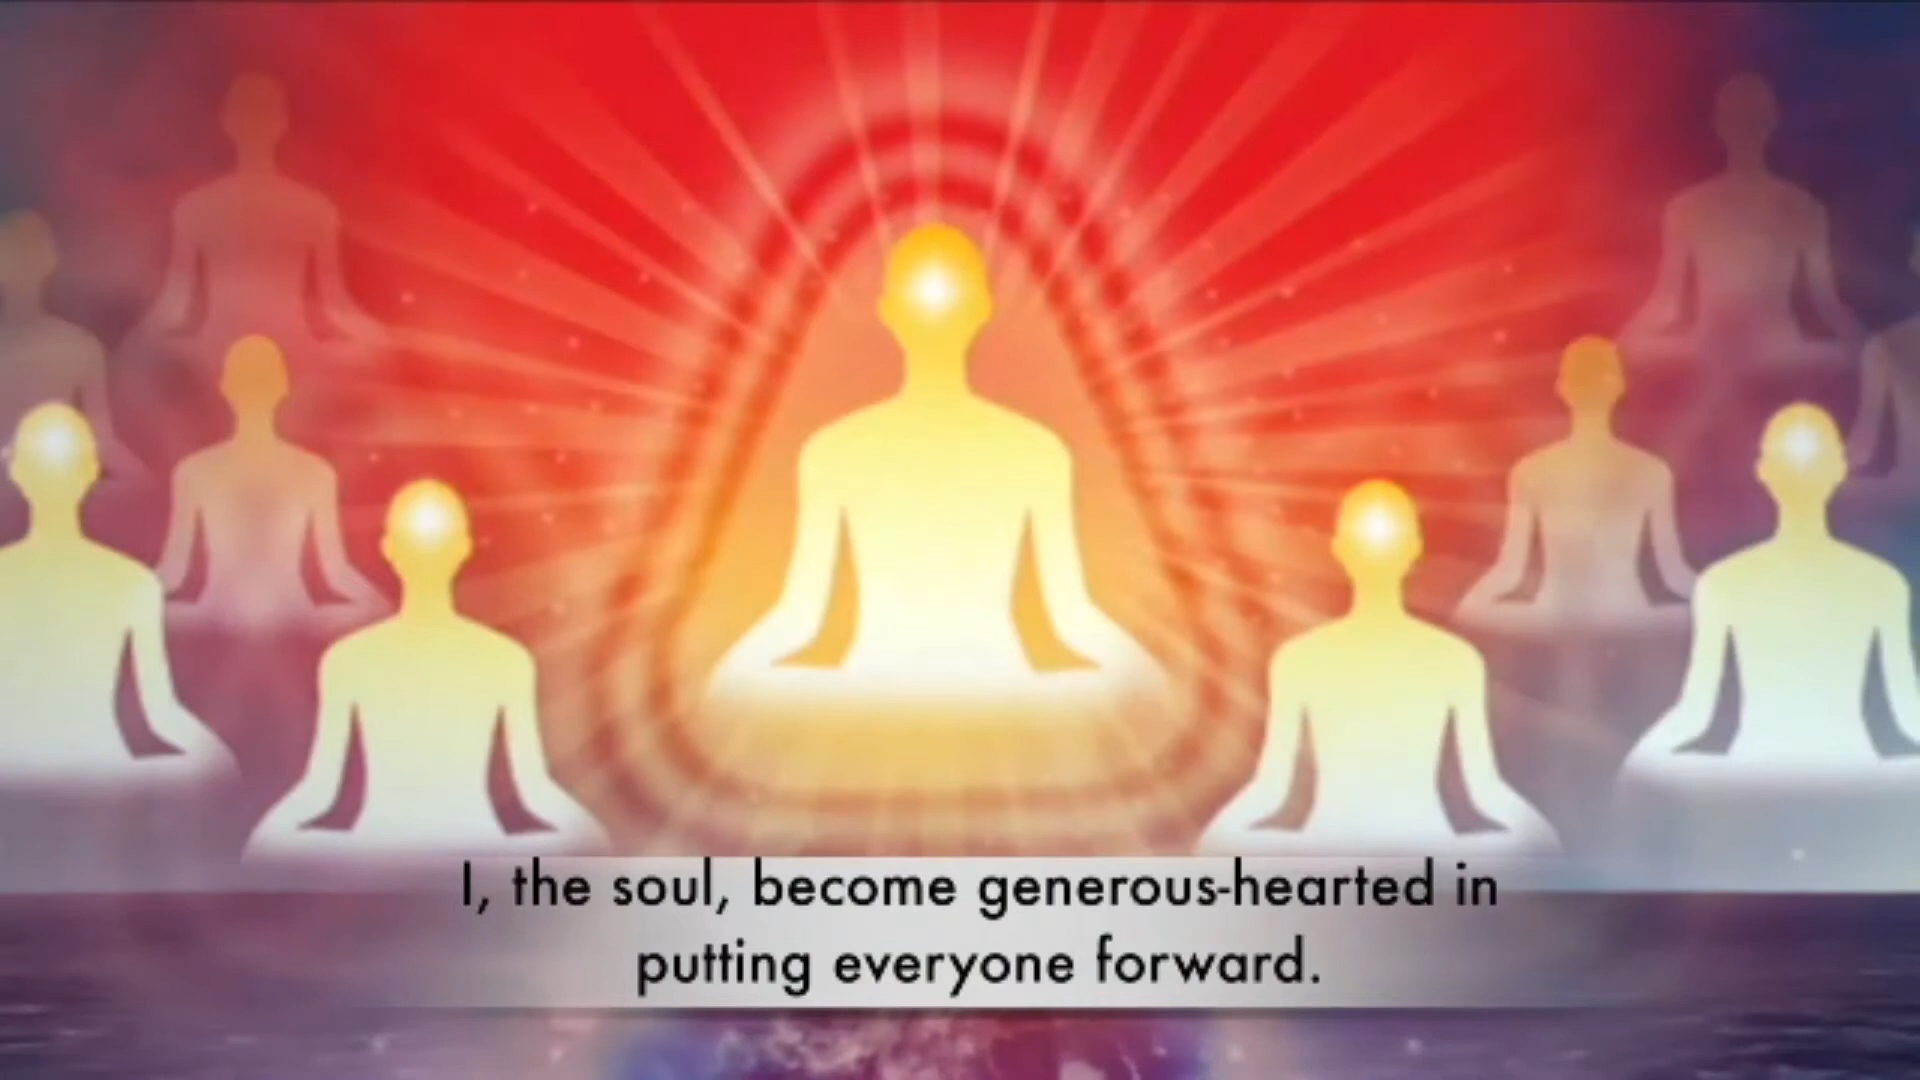 I, the soul, become generous-hearted in
putting everyone forward.